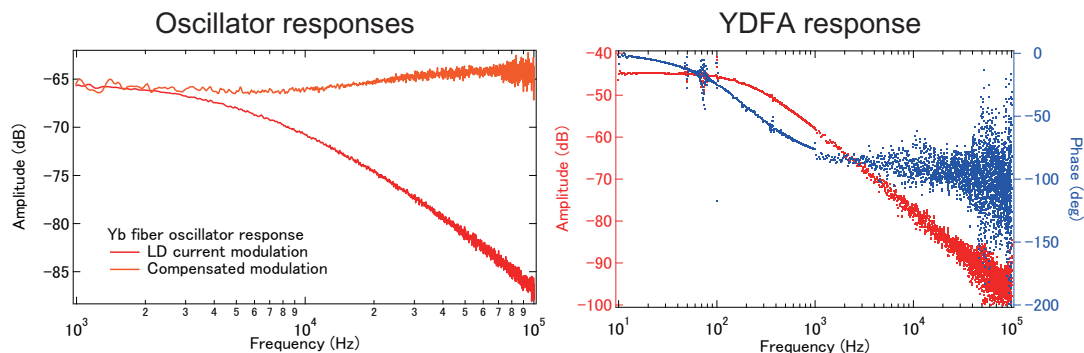 Oscillator responses
YDFA response
Amplitude (dB)
-65
-70
-75
-80
-85
Yb fiber oscillator response
LD current modulation
Compensated modulation
10³ 2 3 4 5 6 7 8 9 10⁴ 2 3 4 5 6 7 8 9 10⁵
Frequency (Hz)
Amplitude (dB)
-40
-50
-60
-70
-80
-90
-100
0
-50
-100
-150
-200
Phase (deg)
10¹ 10² 10³ 10⁴ 10⁵
Frequency (Hz)